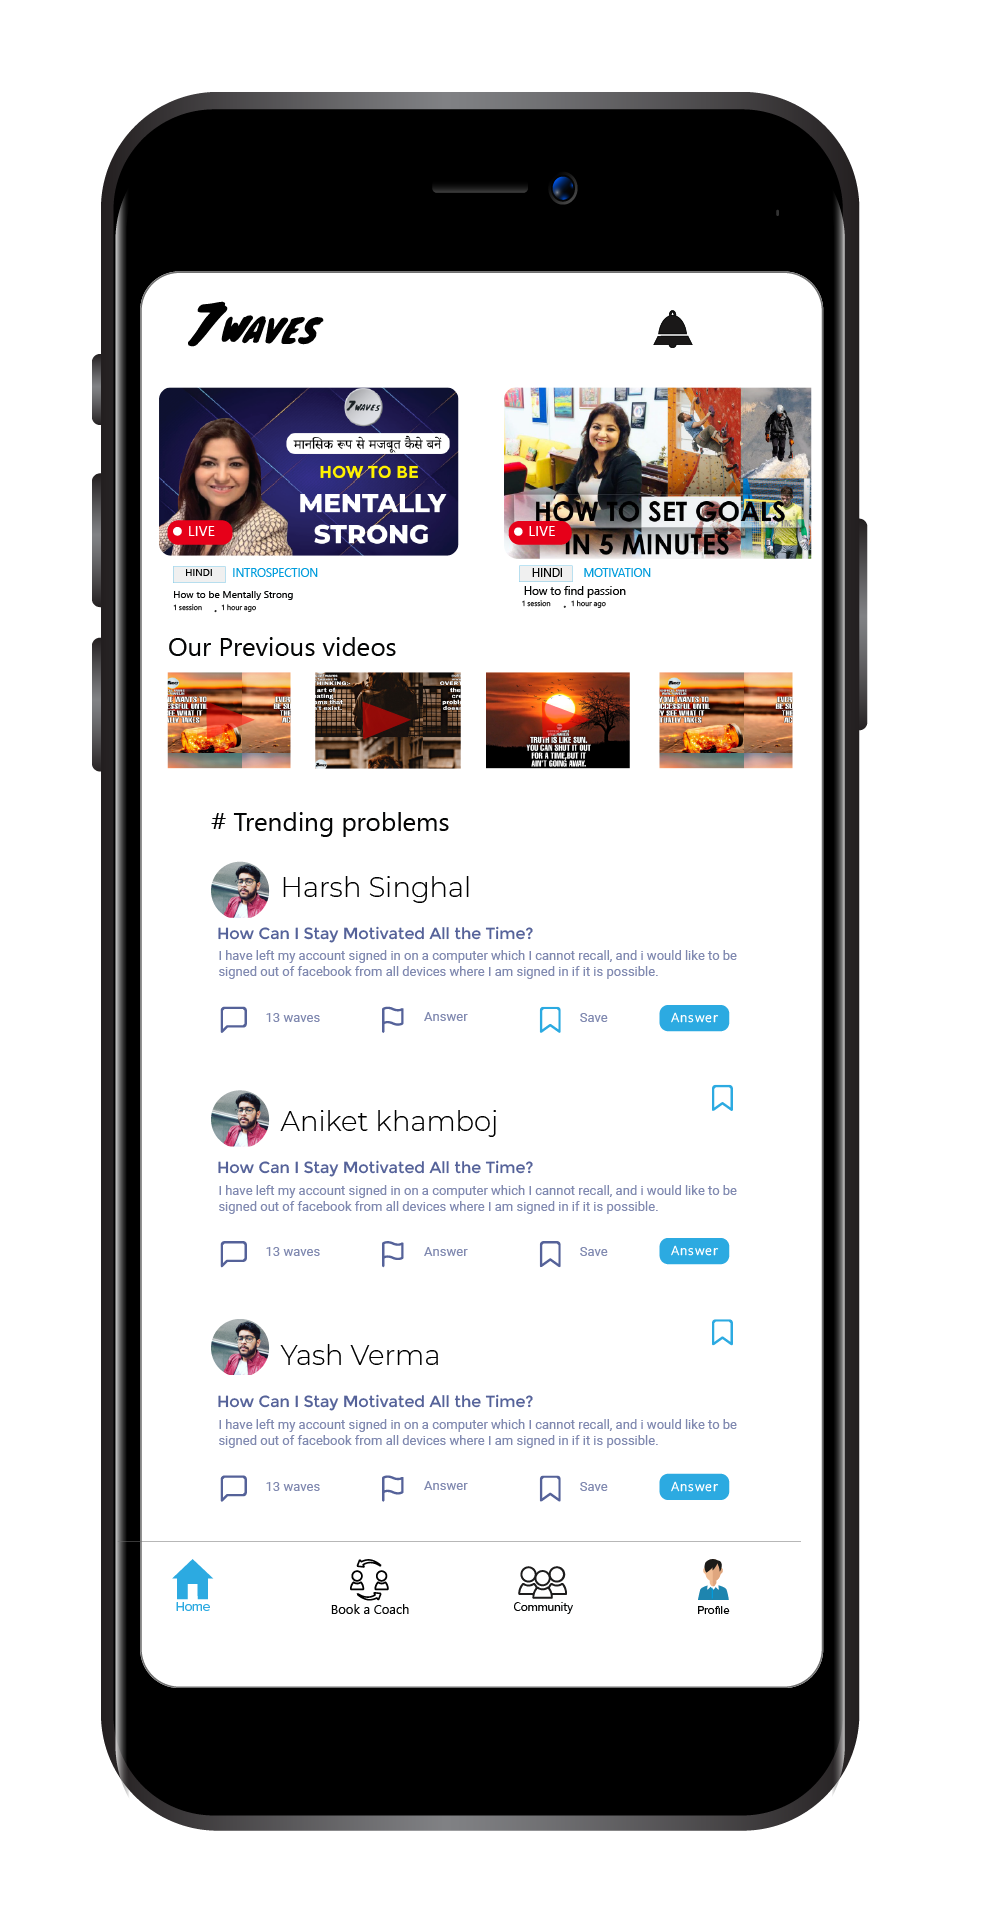 7 WAVES
7 WAVES
मानसिक रूप से मजबूत कैसे बनें
HOW TO BE
MENTALLY
STRONG
LIVE
HOW TO SET GOALS
IN 5 MINUTES
LIVE
HINDI INTROSPECTION
How to be Mentally Strong
1 session . 1 hour ago
HINDI MOTIVATION
How to find passion
1 session . 1 hour ago
Our Previous videos
TRUTH IS LIKE SUN.
YOU CAN SHUT IT OUT
FOR A TIME,BUT IT
AIN'T GOING AWAY.
# Trending problems
Harsh Singhal
How Can I Stay Motivated All the Time?
I have left my account signed in on a computer which I cannot recall, and i would like to be
signed out of facebook from all devices where I am signed in if it is possible.
13 waves Answer Save Answer
Aniket khamboj
How Can I Stay Motivated All the Time?
I have left my account signed in on a computer which I cannot recall, and i would like to be
signed out of facebook from all devices where I am signed in if it is possible.
13 waves Answer Save Answer
Yash Verma
How Can I Stay Motivated All the Time?
I have left my account signed in on a computer which I cannot recall, and i would like to be
signed out of facebook from all devices where I am signed in if it is possible.
13 waves Answer Save Answer
Home Book a Coach Community Profile